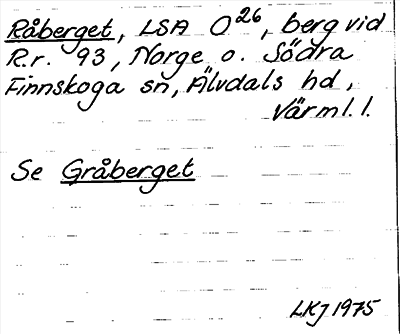 Råberget, LSA O26, berg vid
R.r. 93, Norge o. Södra
Finnskoga sn, Älvdals hd,
Värml.l.
Se Gråberget
LKJ 1975